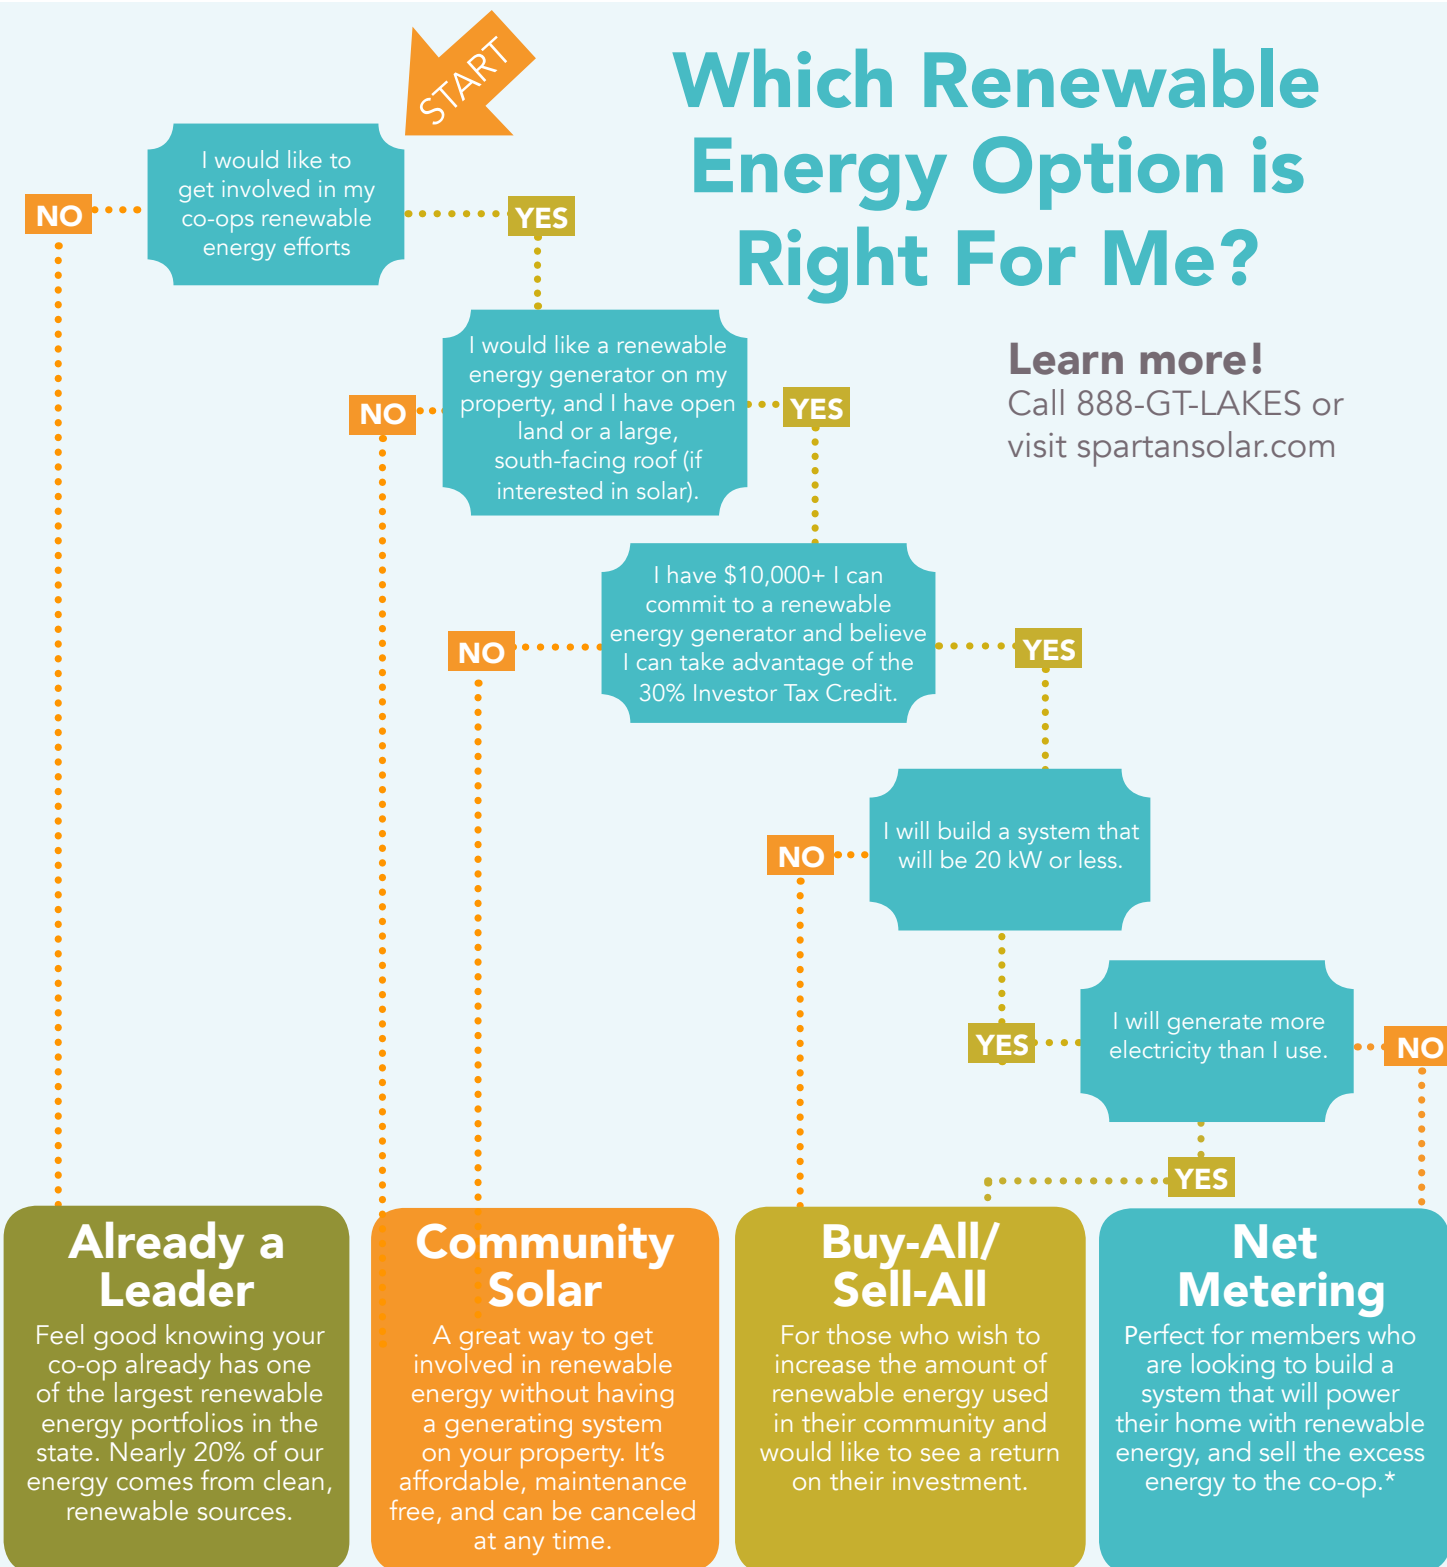 START
Which Renewable
Energy Option is
Right For Me?
I would like to
get involved in my
co-ops renewable
energy efforts
NO
YES
Learn more!
Call 888-GT-LAKES or
visit spartansolar.com
I would like a renewable
energy generator on my
property, and I have open
land or a large,
south-facing roof (if
interested in solar).
NO
YES
I have $10,000+ I can
commit to a renewable
energy generator and believe
I can take advantage of the
30% Investor Tax Credit.
NO
YES
I will build a system that
will be 20 kW or less.
NO
YES
I will generate more
electricity than I use.
NO
YES
Already a
Leader
Feel good knowing your
co-op already has one
of the largest renewable
energy portfolios in the
state. Nearly 20% of our
energy comes from clean,
renewable sources.
Community
Solar
A great way to get
involved in renewable
energy without having
a generating system
on your property. It's
affordable, maintenance
free, and can be canceled
at any time.
Buy-All/
Sell-All
For those who wish to
increase the amount of
renewable energy used
in their community and
would like to see a return
on their investment.
Net
Metering
Perfect for members who
are looking to build a
system that will power
their home with renewable
energy, and sell the excess
energy to the co-op.*